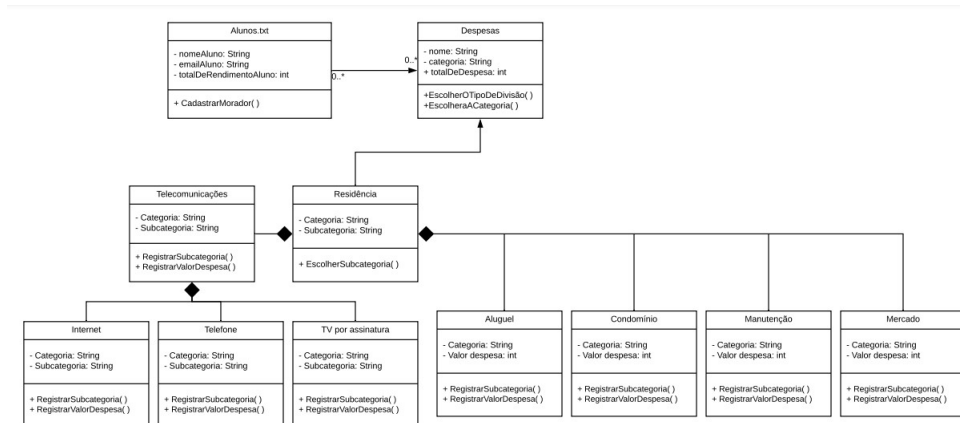 Alunos.txt
- nomeAluno: String
- emailAluno: String
- totalDeRendimentoAluno: int
+ CadastrarMorador( )
0..*
0..*
Despesas
- nome: String
- categoria: String
+ totalDeDespesa: int
+EscolherOTipoDeDivisão( )
+EscolheraACategoria( )
Telecomunicações
- Categoria: String
- Subcategoria: String
+ RegistrarSubcategoria( )
+ RegistrarValorDespesa( )
Residência
- Categoria: String
- Subcategoria: String
+ EscolherSubcategoria( )
Internet
- Categoria: String
- Subcategoria: String
+ RegistrarSubcategoria( )
+ RegistrarValorDespesa( )
Telefone
- Categoria: String
- Subcategoria: String
+ RegistrarSubcategoria( )
+ RegistrarValorDespesa( )
TV por assinatura
- Categoria: String
- Subcategoria: String
+ RegistrarSubcategoria( )
+ RegistrarValorDespesa( )
Aluguel
- Categoria: String
- Valor despesa: int
+ RegistrarSubcategoria( )
+ RegistrarValorDespesa( )
Condomínio
- Categoria: String
- Valor despesa: int
+ RegistrarSubcategoria( )
+ RegistrarValorDespesa( )
Manutenção
- Categoria: String
- Valor despesa: int
+ RegistrarSubcategoria( )
+ RegistrarValorDespesa( )
Mercado
- Categoria: String
- Valor despesa: int
+ RegistrarSubcategoria( )
+ RegistrarValorDespesa( )